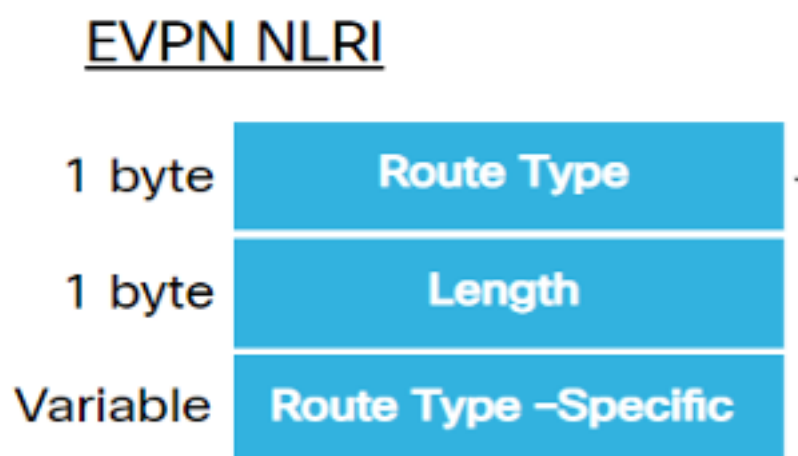 EVPN NLRI
1 byte Route Type
1 byte Length
Variable Route Type –Specific